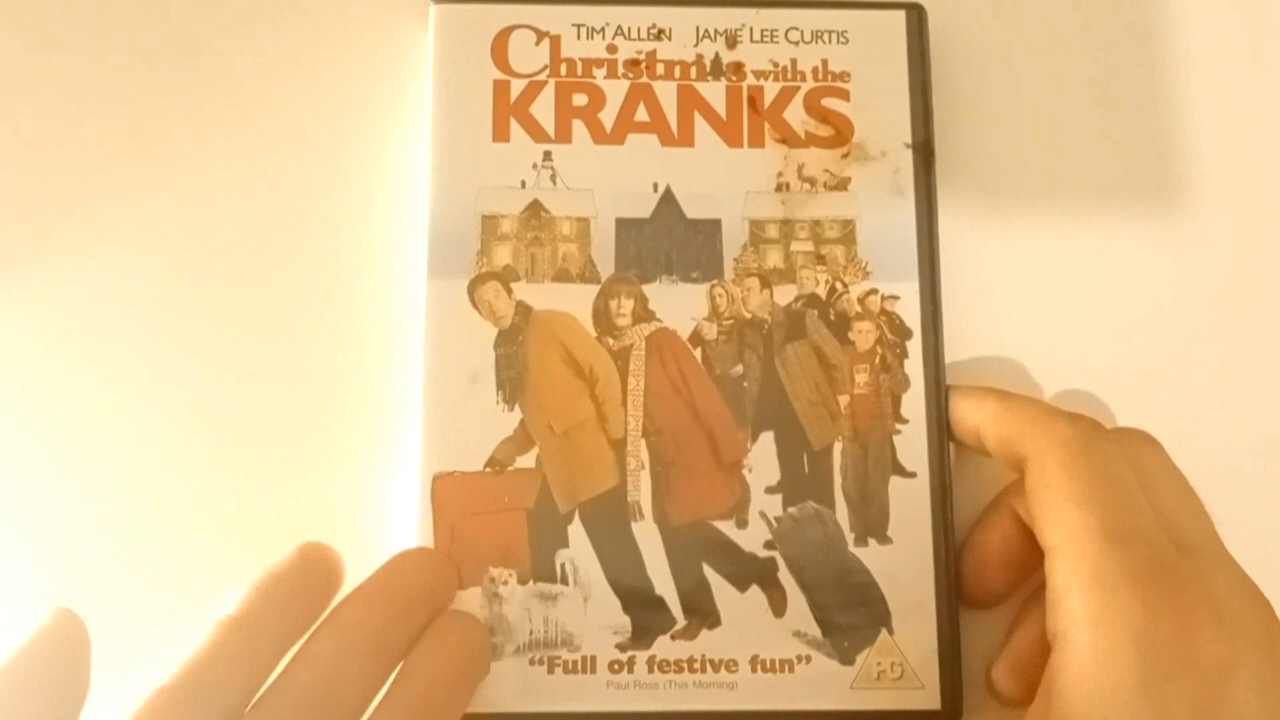 TIM ALLEN JAMIE LEE CURTIS
Christmas with the
KRANKS
“Full of festive fun”
Paul Ross (This Morning)
PG